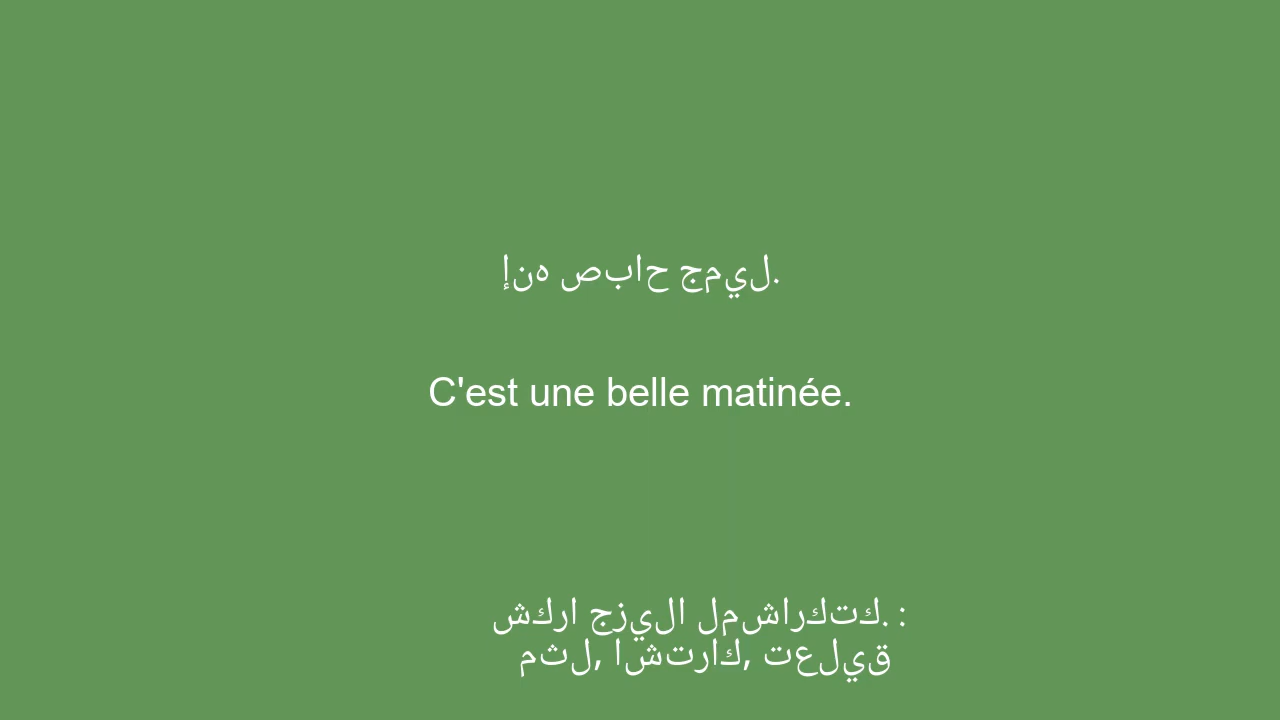 إنه صباح جميل.
C'est une belle matinée.
شكرا جزيلا لمشاركتك. :
مثل, اشتراك, تعليق